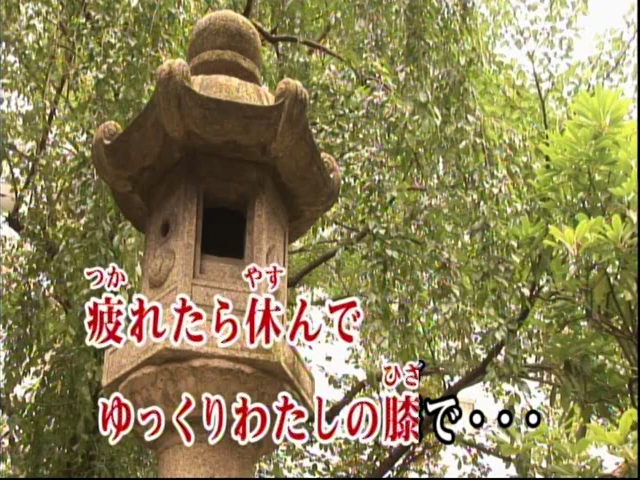 つか やす
疲れたら休んで
ひざ
ゆっくりわたしの膝で・・・